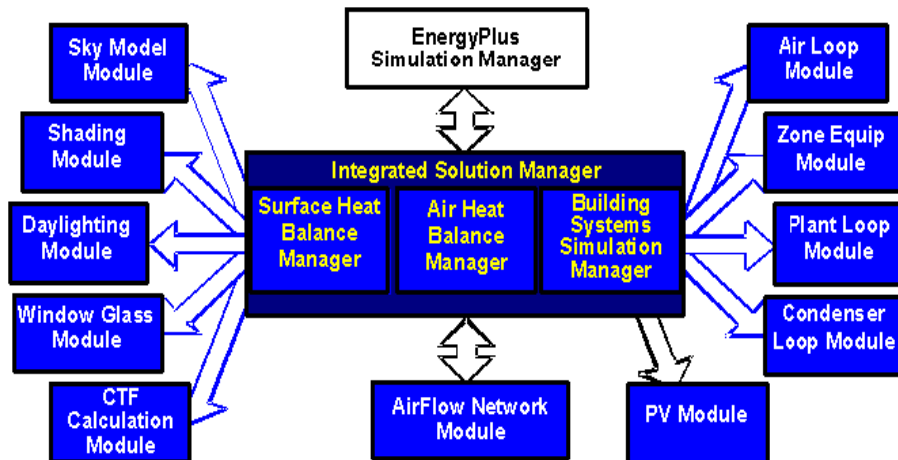 EnergyPlus
Simulation Manager
Sky Model
Module
Shading
Module
Daylighting
Module
Window Glass
Module
CTF
Calculation
Module
Integrated Solution Manager
Surface Heat
Balance
Manager
Air Heat
Balance
Manager
Building
Systems
Simulation
Manager
AirFlow Network
Module
PV Module
Air Loop
Module
Zone Equip
Module
Plant Loop
Module
Condenser
Loop Module